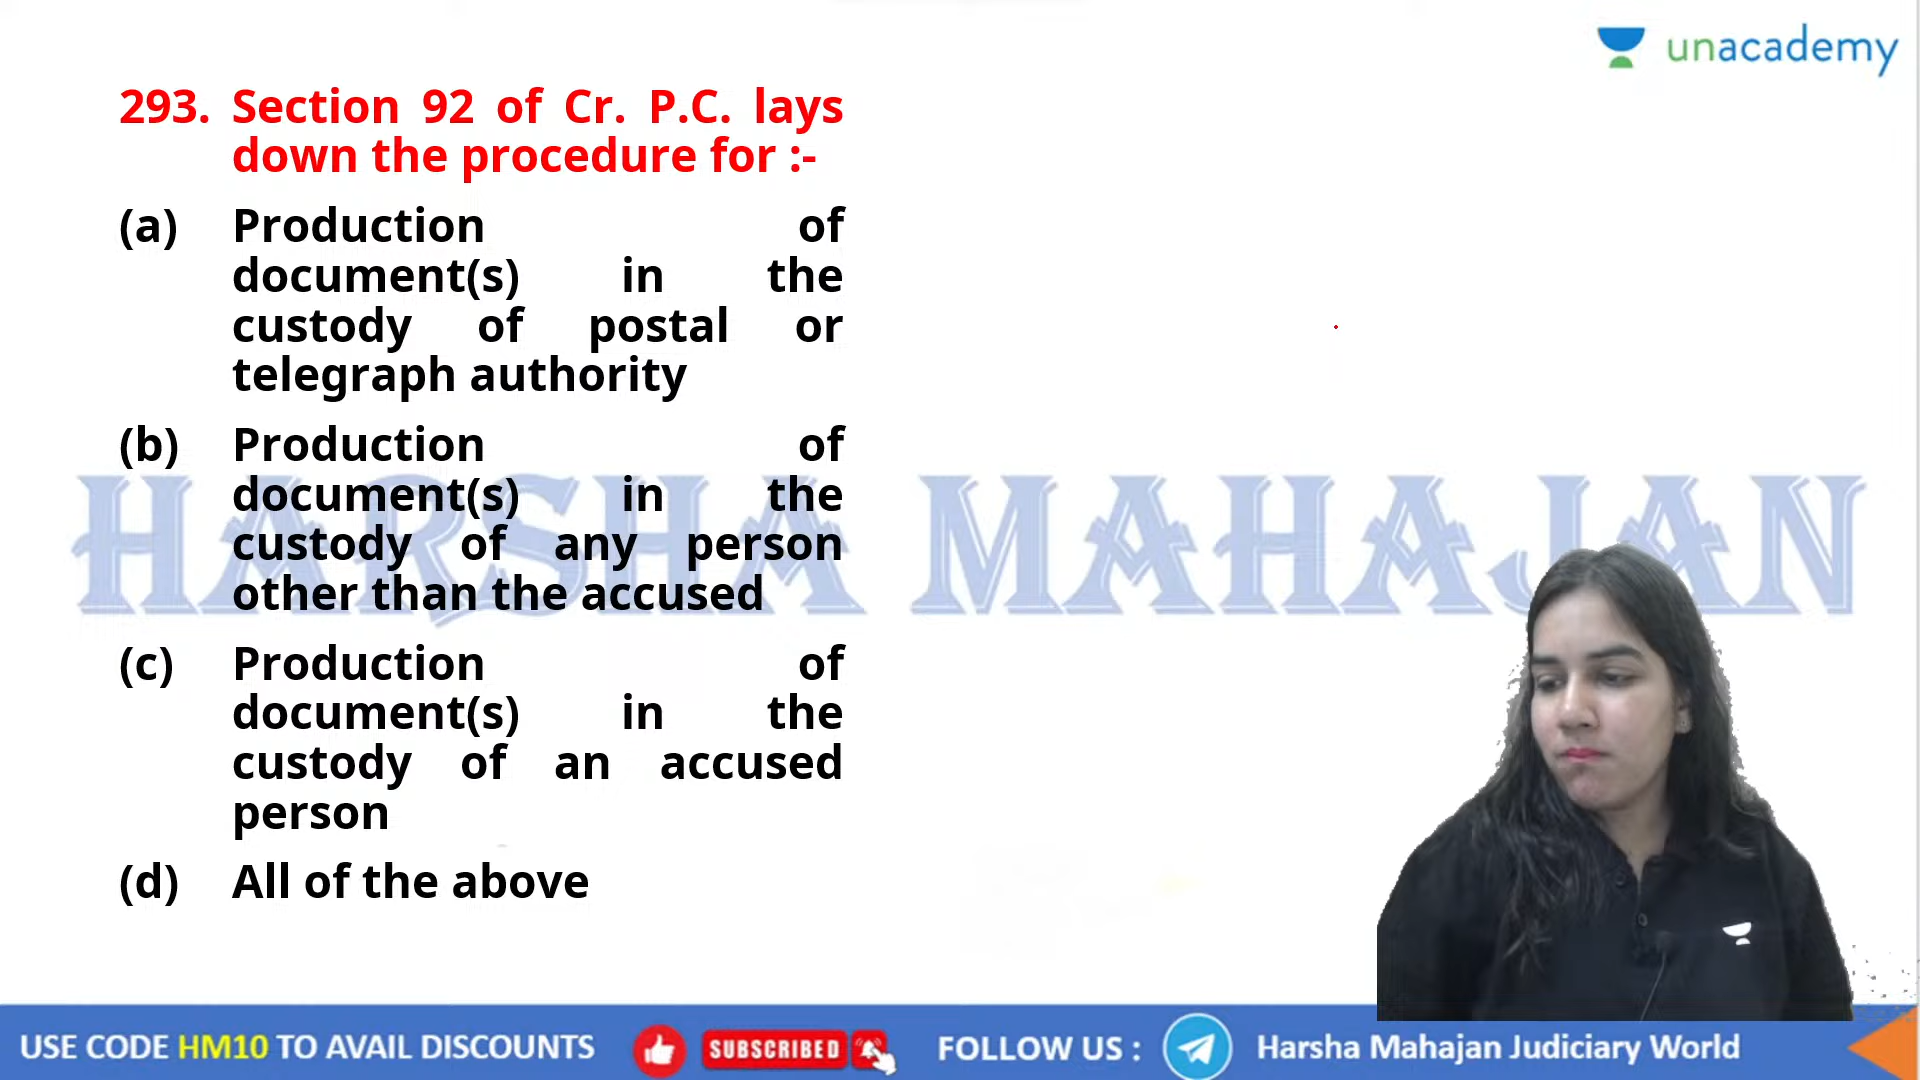 unacademy
293. Section 92 of Cr. P.C. lays
down the procedure for :-
(a) Production of
document(s) in the
custody of postal or
telegraph authority
(b) Production of
document(s) in the
custody of any person
other than the accused
(c) Production of
document(s) in the
custody of an accused
person
(d) All of the above
HARSHA MAHAJAN
USE CODE HM10 TO AVAIL DISCOUNTS
SUBSCRIBED
FOLLOW US :
Harsha Mahajan Judiciary World